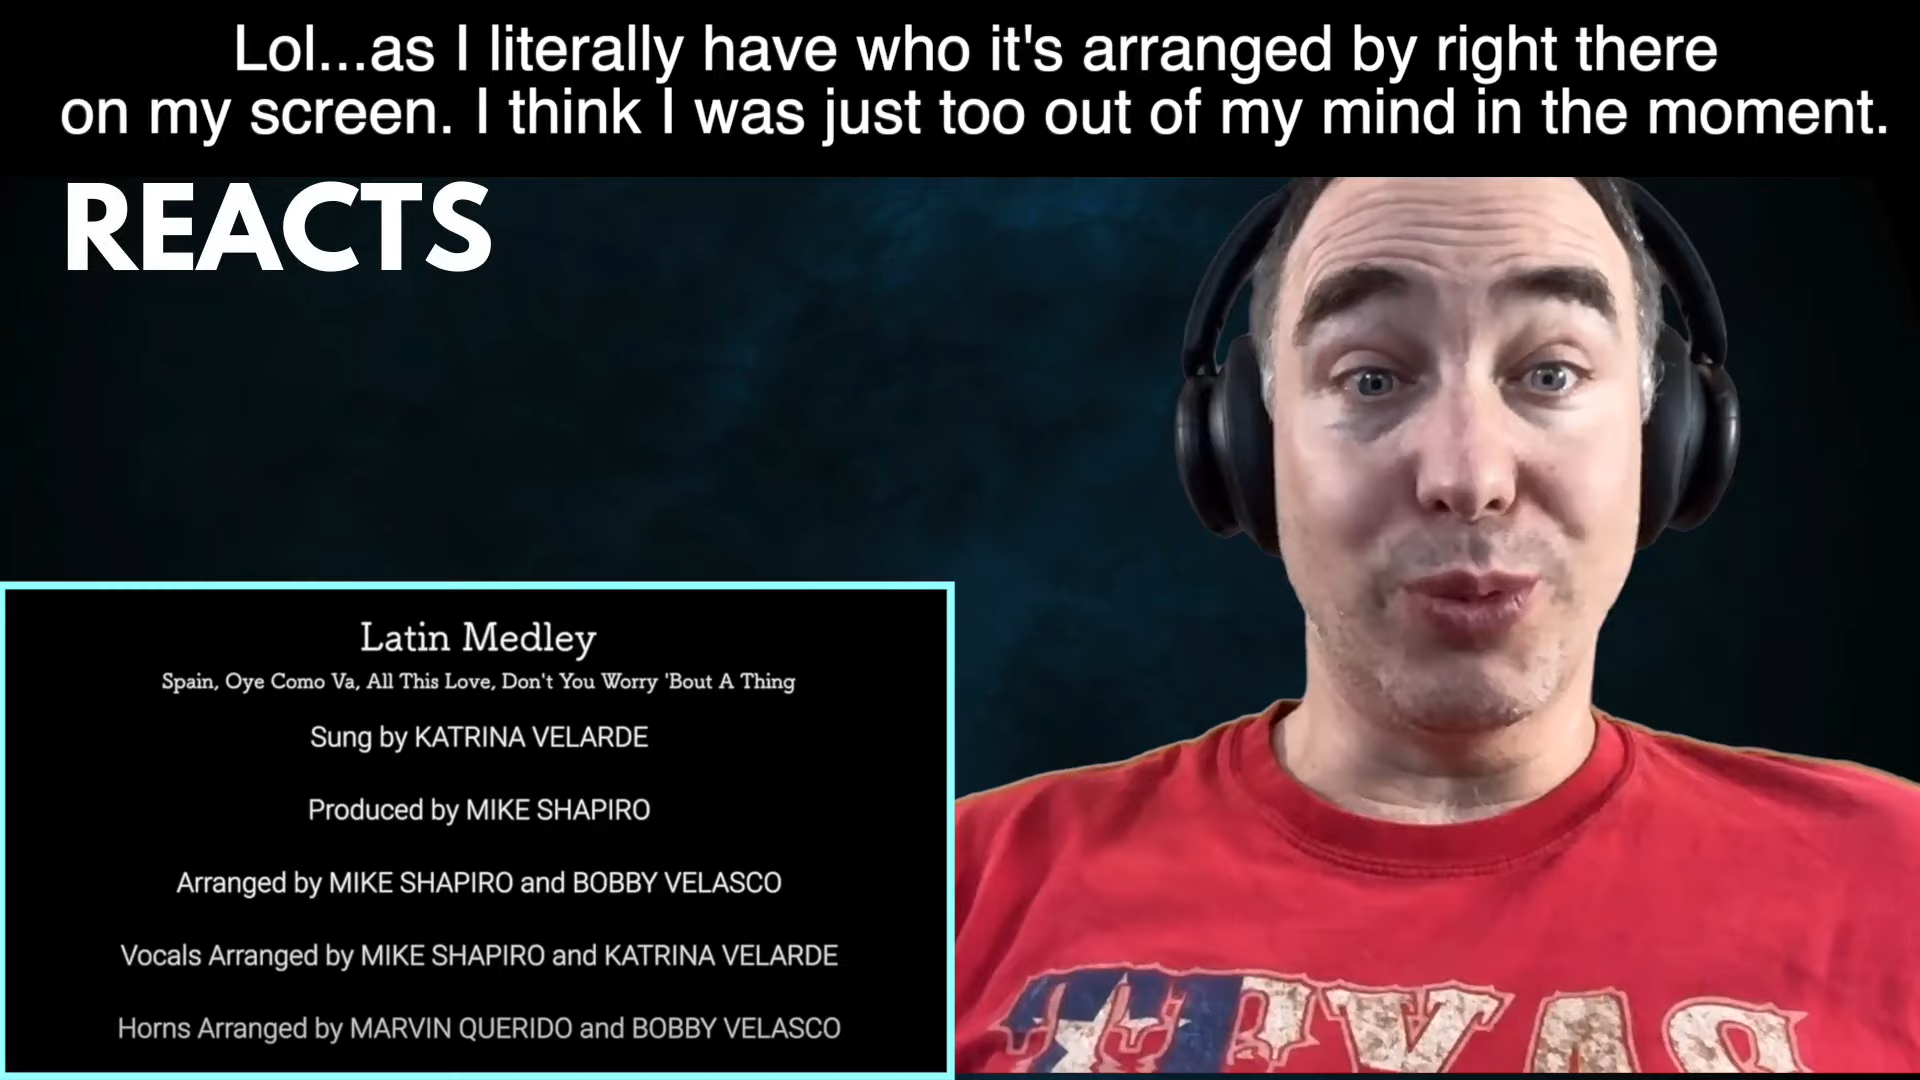 Lol...as I literally have who it's arranged by right there
on my screen. I think I was just too out of my mind in the moment.
REACTS
Latin Medley
Spain, Oye Como Va, All This Love, Don't You Worry 'Bout A Thing
Sung by KATRINA VELARDE
Produced by MIKE SHAPIRO
Arranged by MIKE SHAPIRO and BOBBY VELASCO
Vocals Arranged by MIKE SHAPIRO and KATRINA VELARDE
Horns Arranged by MARVIN QUERIDO and BOBBY VELASCO
TEXAS